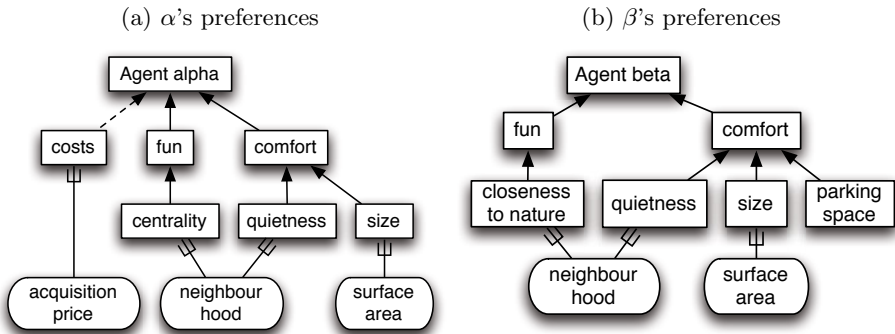 (a) α's preferences
Agent alpha
costs
fun
comfort
centrality
quietness
size
acquisition
price
neighbour
hood
surface
area
(b) β's preferences
Agent beta
fun
comfort
closeness
to nature
quietness
size
parking
space
neighbour
hood
surface
area